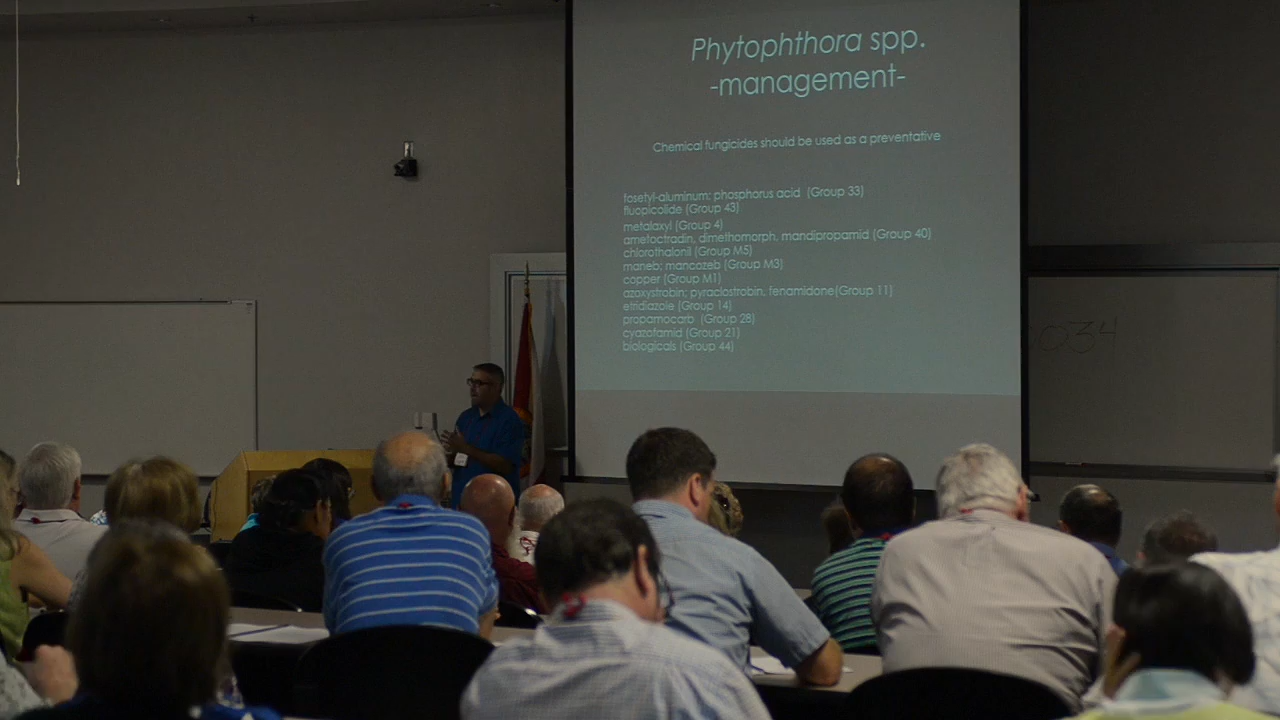 Phytophthora spp.
-management-
Chemical fungicides should be used as a preventative
fosetyl-aluminum; phosphorus acid (Group 33)
fluopicolide (Group 43)
metalaxyl (Group 4)
ametoctradin, dimethomorph, mandipropamid (Group 40)
chlorothalonil (Group M5)
maneb; mancozeb (Group M3)
copper (Group M1)
azoxystrobin; pyraclostrobin, fenamidone(Group 11)
etridiazole (Group 14)
propamocarb (Group 28)
cyazofamid (Group 21)
biologicals (Group 44)